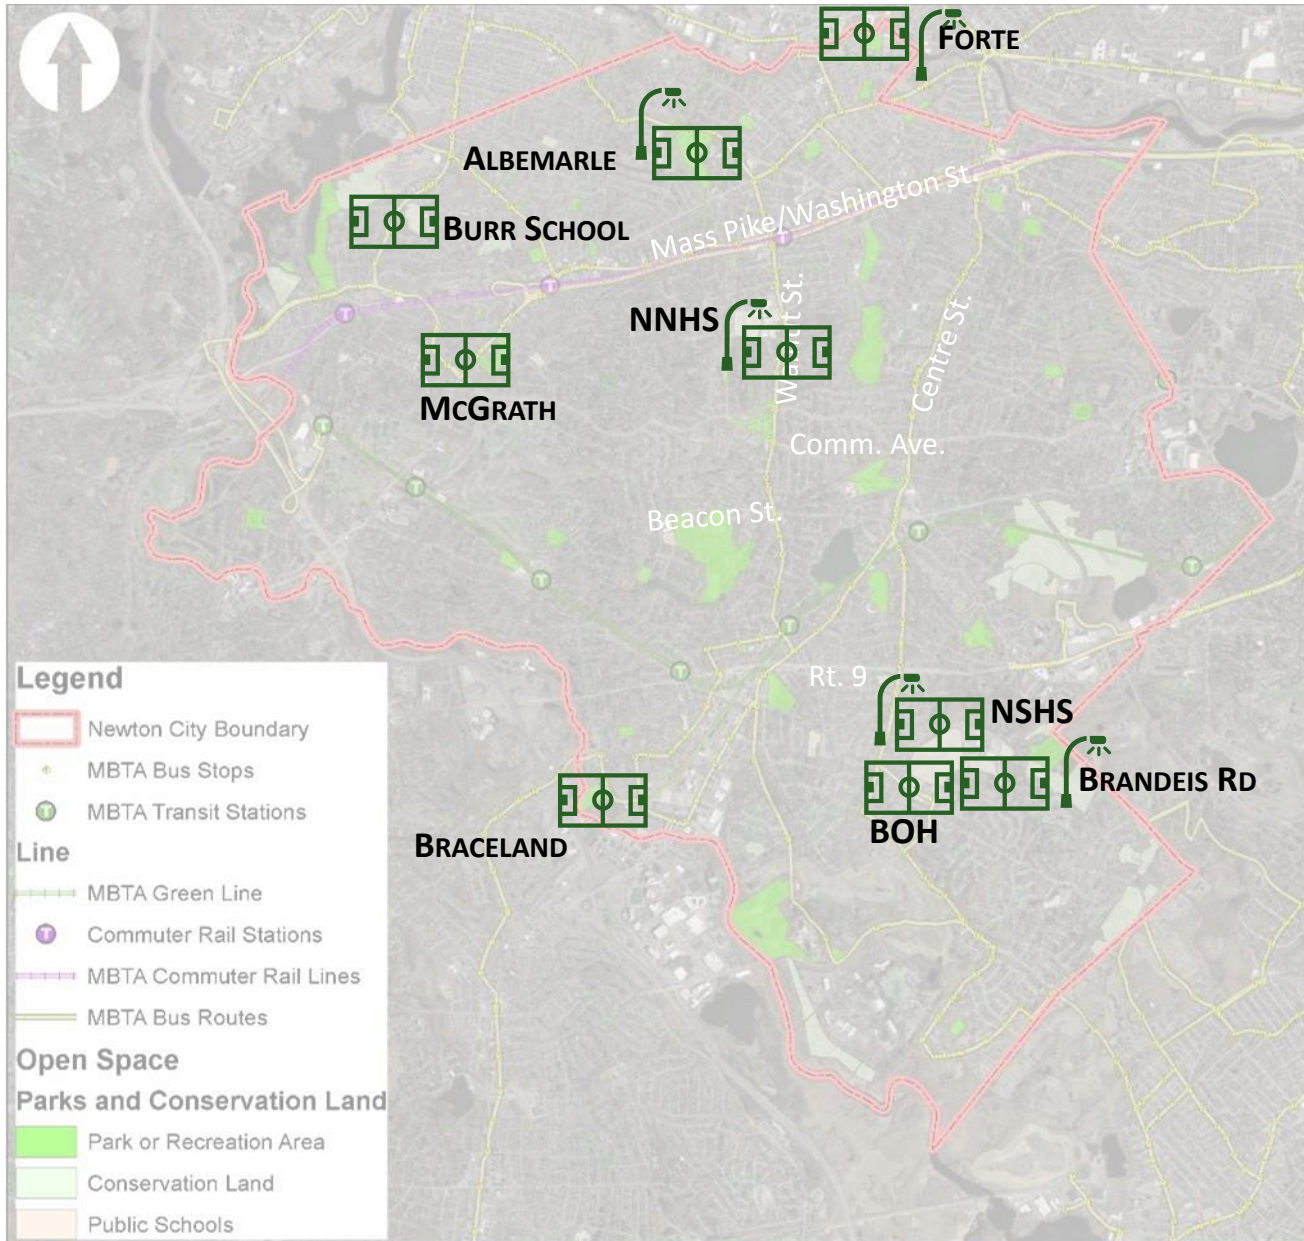 FORTE
ALBEMARLE
BURR SCHOOL
Mass Pike/Washington St.
NNHS
Walnut St.
Centre St.
MCGRATH
Comm. Ave.
Beacon St.
Rt. 9
NSHS
BRANDEIS RD
BOH
BRACELAND
Legend
Newton City Boundary
MBTA Bus Stops
T MBTA Transit Stations
Line
MBTA Green Line
T Commuter Rail Stations
MBTA Commuter Rail Lines
MBTA Bus Routes
Open Space
Parks and Conservation Land
Park or Recreation Area
Conservation Land
Public Schools